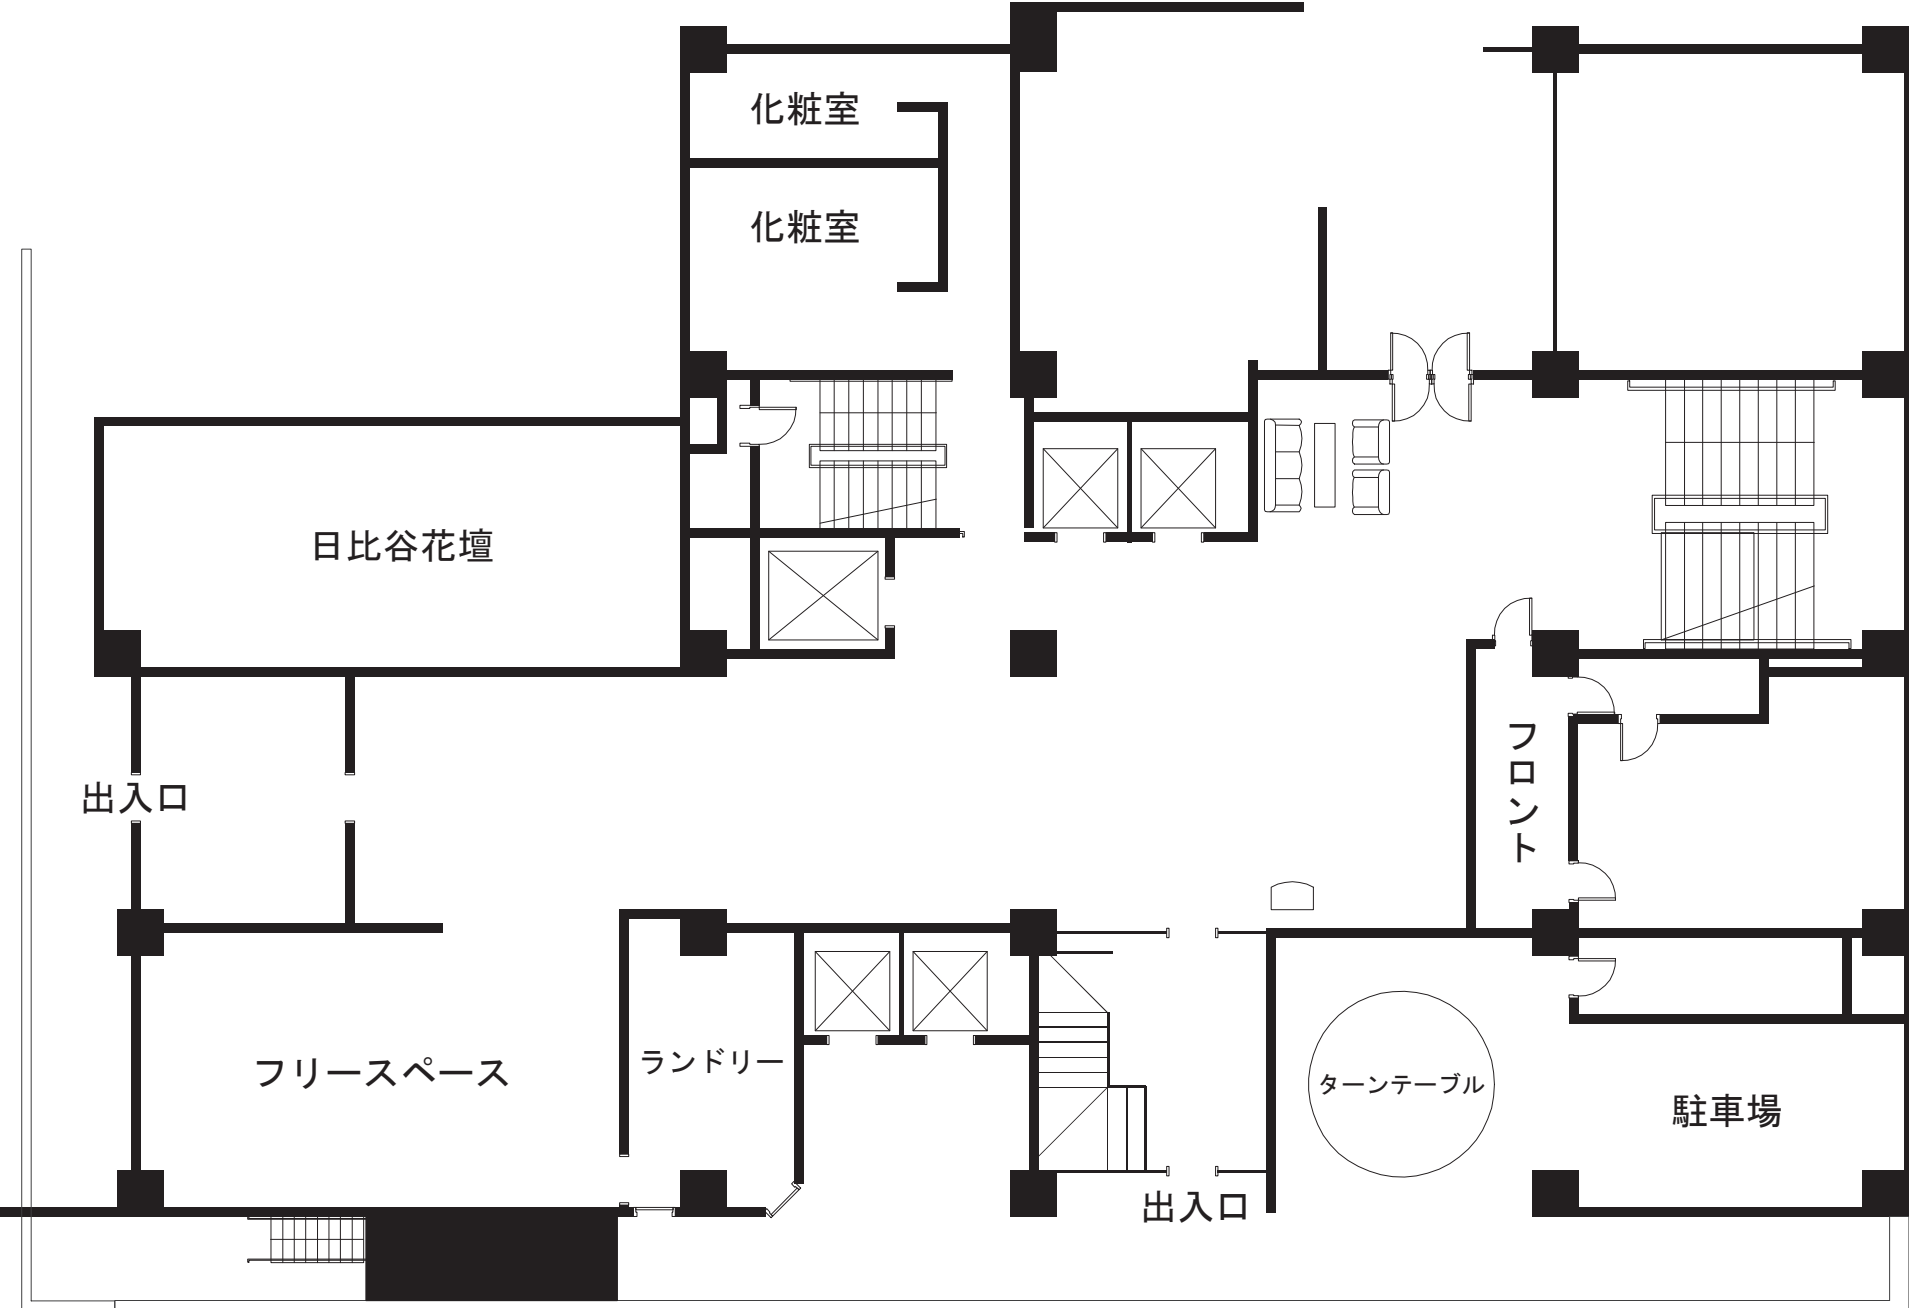 化粧室
化粧室
日比谷花壇
フロント
出入口
フリースペース
ランドリー
ターンテーブル
駐車場
出入口